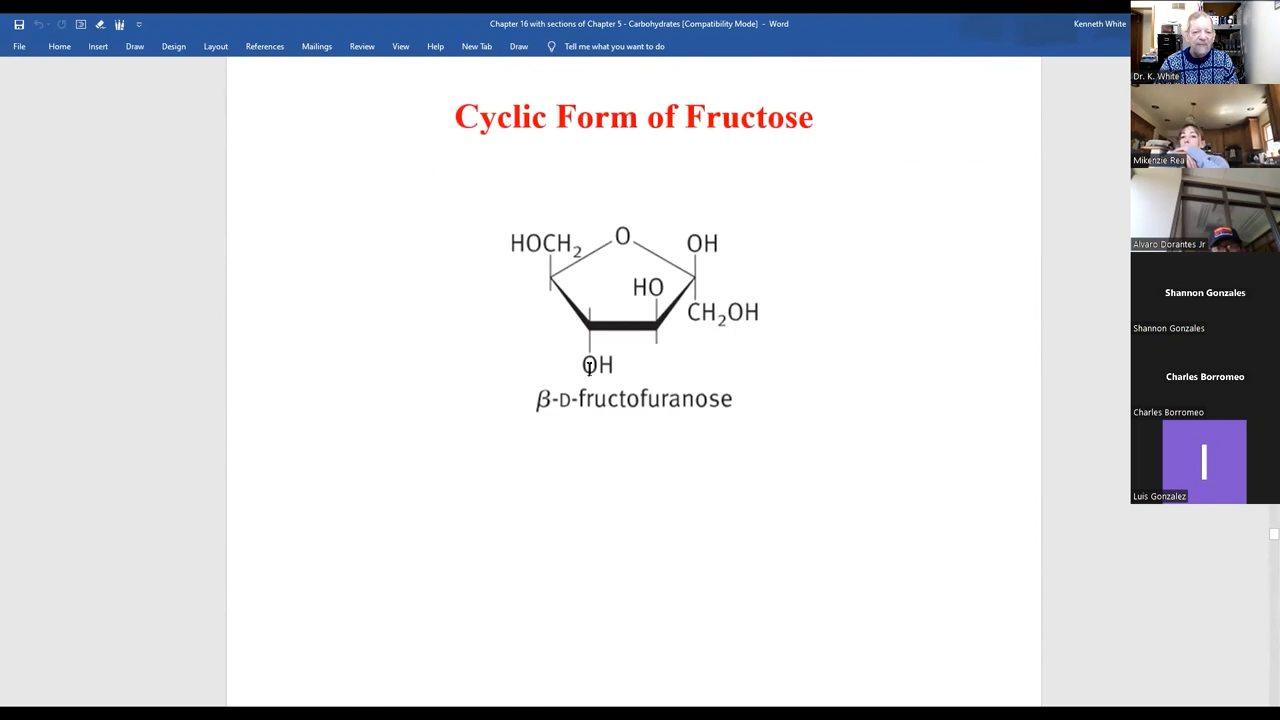 Chapter 16 with sections of Chapter 5 - Carbohydrates [Compatibility Mode] - Word
Kenneth White
File Home Insert Draw Design Layout References Mailings Review View Help New Tab Draw Tell me what you want to do
Cyclic Form of Fructose
HOCH2 O OH
HO
CH2OH
OH
β-D-fructofuranose
Dr. K. White
Mikenzie Rea
Alvaro Dorantes Jr
Shannon Gonzales
Shannon Gonzales
Charles Borromeo
Charles Borromeo
I
Luis Gonzalez